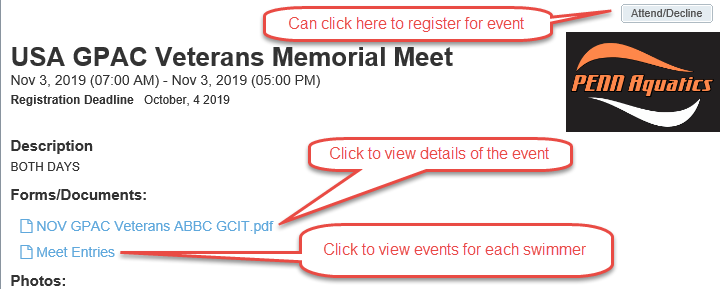 Can click here to register for event
Attend/Decline
USA GPAC Veterans Memorial Meet
Nov 3, 2019 (07:00 AM) - Nov 3, 2019 (05:00 PM)
Registration Deadline October, 4 2019
PENN Aquatics
Description
BOTH DAYS
Click to view details of the event
Forms/Documents:
NOV GPAC Veterans ABBC GCIT.pdf
Meet Entries
Click to view events for each swimmer
Photos: